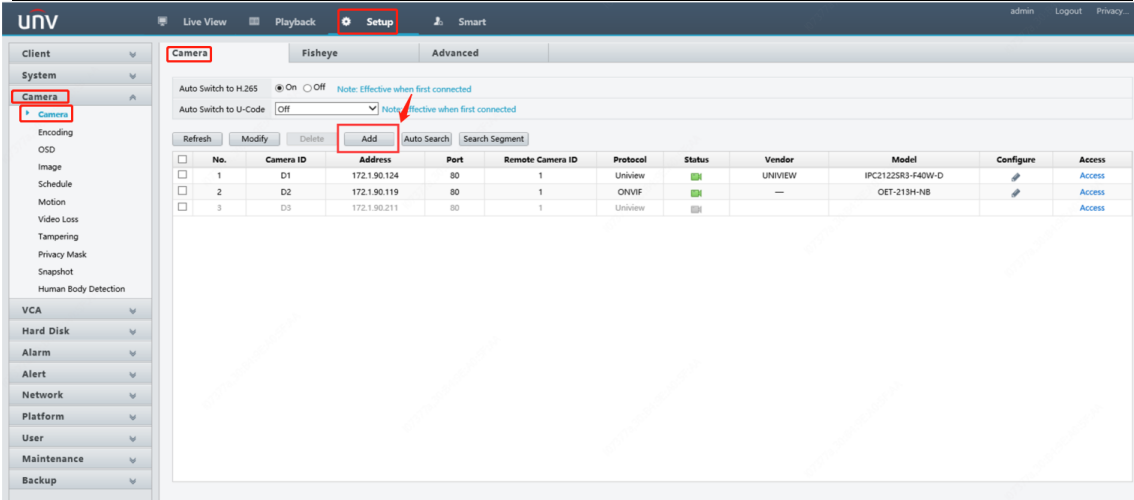 unv Live View Playback Setup Smart admin Logout Privacy...
Client
System
Camera
Camera
Encoding
OSD
Image
Schedule
Motion
Video Loss
Tampering
Privacy Mask
Snapshot
Human Body Detection
VCA
Hard Disk
Alarm
Alert
Network
Platform
User
Maintenance
Backup
Camera Fisheye Advanced
Auto Switch to H.265 On Off Note: Effective when first connected
Auto Switch to U-Code Off Note: Effective when first connected
Refresh Modify Delete Add Auto Search Search Segment
No. Camera ID Address Port Remote Camera ID Protocol Status Vendor Model Configure Access
1 D1 172.1.90.124 80 1 Uniview UNIVIEW IPC2122SR3-F40W-D Access
2 D2 172.1.90.119 80 1 ONVIF — OET-213H-NB Access
3 D3 172.1.90.211 80 1 Uniview Access